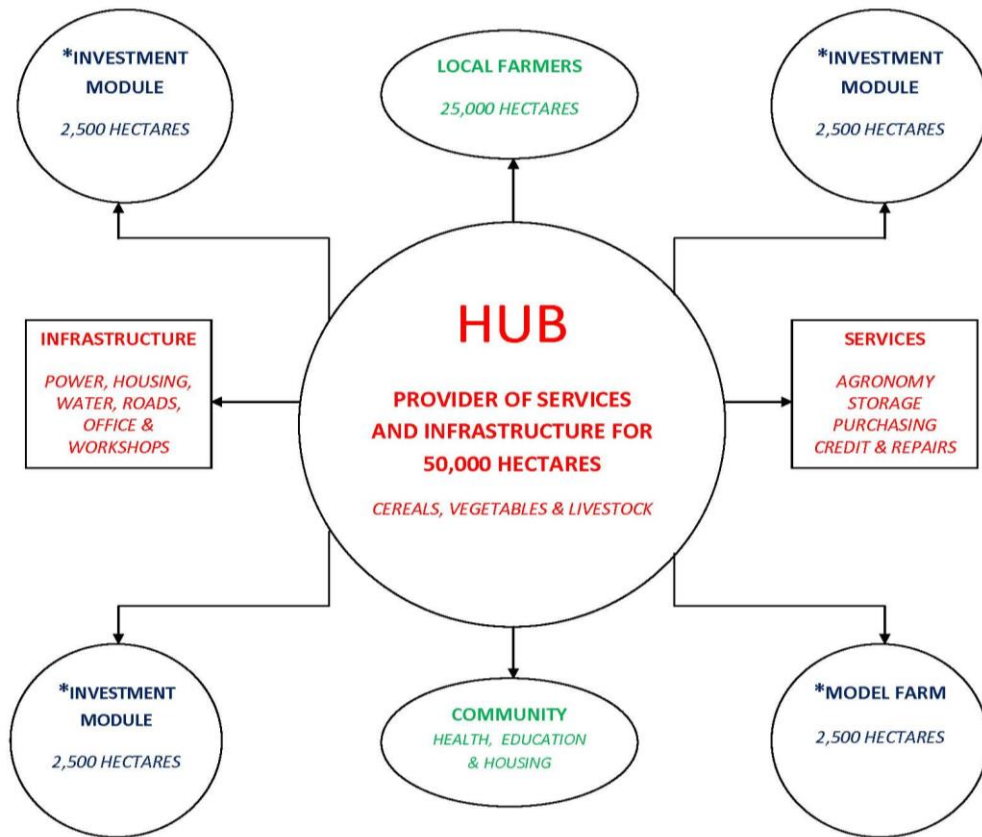 *INVESTMENT
MODULE
2,500 HECTARES
LOCAL FARMERS
25,000 HECTARES
*INVESTMENT
MODULE
2,500 HECTARES
INFRASTRUCTURE
POWER, HOUSING,
WATER, ROADS,
OFFICE &
WORKSHOPS
HUB
PROVIDER OF SERVICES
AND INFRASTRUCTURE FOR
50,000 HECTARES
CEREALS, VEGETABLES & LIVESTOCK
SERVICES
AGRONOMY
STORAGE
PURCHASING
CREDIT & REPAIRS
*INVESTMENT
MODULE
2,500 HECTARES
COMMUNITY
HEALTH, EDUCATION
& HOUSING
*MODEL FARM
2,500 HECTARES